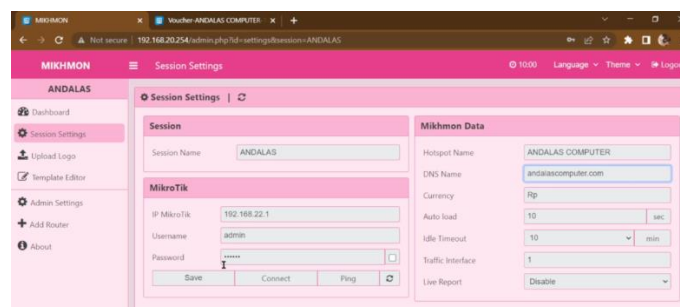 MIKHMON
Voucher-ANDALAS COMPUTER
Not secure | 192.168.20.254/admin.php?id=settings&session=ANDALAS
MIKHMON
Session Settings
10:00
Language
Theme
Logou
ANDALAS
Dashboard
Session Settings
Upload Logo
Template Editor
Admin Settings
Add Router
About
Session Settings |
Session
Session Name ANDALAS
MikroTik
IP MikroTik 192.168.22.1
Username admin
Password ••••••
Save Connect Ping
Mikhmon Data
Hotspot Name ANDALAS COMPUTER
DNS Name andalascomputer.com
Currency Rp
Auto load 10 sec
Idle Timeout 10 min
Traffic Interface 1
Live Report Disable